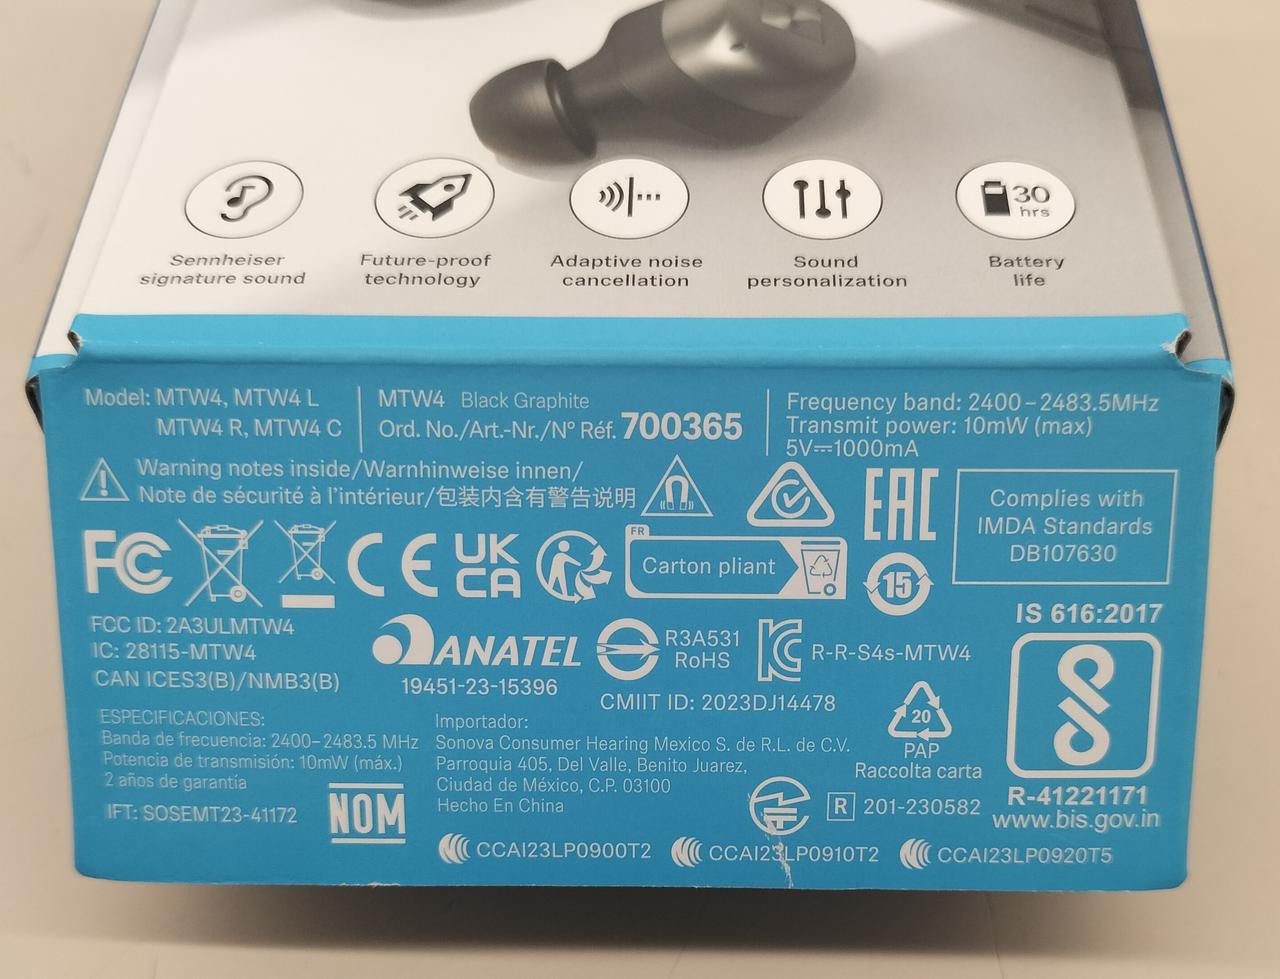 30
hrs
Sennheiser
signature sound
Future-proof
technology
Adaptive noise
cancellation
Sound
personalization
Battery
life
Model: MTW4, MTW4 L
MTW4 R, MTW4 C
MTW4 Black Graphite
Ord. No./Art.-Nr./N° Réf. 700365
Frequency band: 2400–2483.5MHz
Transmit power: 10mW (max)
5V⎓1000mA
Warning notes inside/Warnhinweise innen/
Note de sécurité à l'intérieur/包装内含有警告说明
EAC
Complies with
IMDA Standards
DB107630
FC
CE
UK
CA
FR
Carton pliant
15
FCC ID: 2A3ULMTW4
IC: 28115-MTW4
CAN ICES3(B)/NMB3(B)
ANATEL
19451-23-15396
R3A531
RoHS
R-R-S4s-MTW4
CMIIT ID: 2023DJ14478
IS 616:2017
R-41221171
www.bis.gov.in
20
PAP
Raccolta carta
ESPECIFICACIONES:
Banda de frecuencia: 2400–2483.5 MHz
Potencia de transmisión: 10mW (máx.)
2 años de garantía
IFT: SOSEMT23-41172
NOM
Importador:
Sonova Consumer Hearing Mexico S. de R.L. de C.V.
Parroquia 405, Del Valle, Benito Juarez,
Ciudad de México, C.P. 03100
Hecho En China
R 201-230582
CCAI23LP0900T2
CCAI23LP0910T2
CCAI23LP0920T5